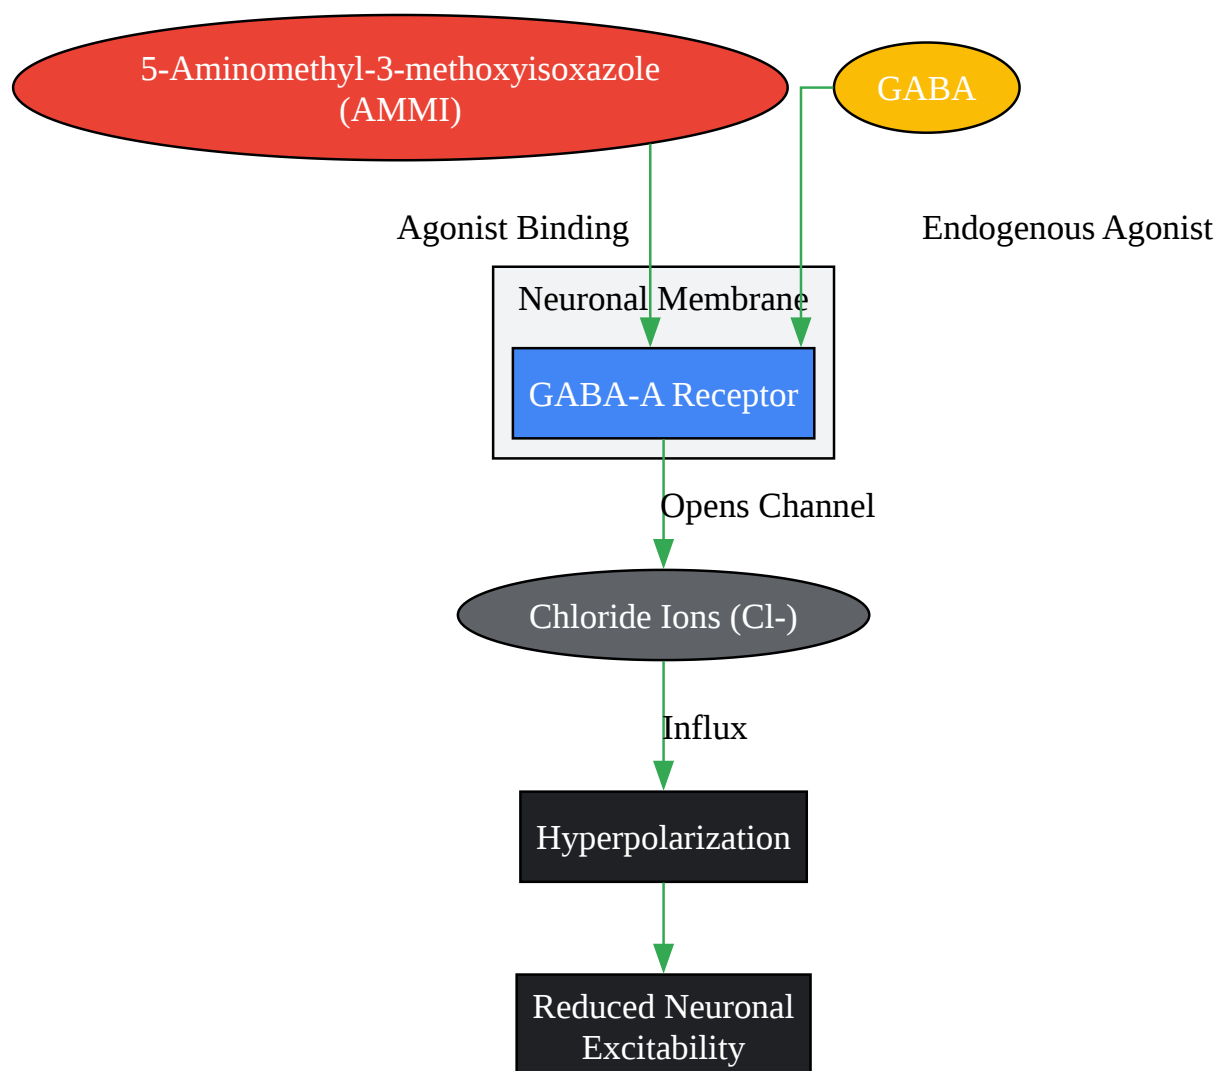 5-Aminomethyl-3-methoxyisoxazole
(AMMI)
GABA
Agonist Binding
Endogenous Agonist
Neuronal Membrane
GABA-A Receptor
Opens Channel
Chloride Ions (Cl-)
Influx
Hyperpolarization
Reduced Neuronal
Excitability